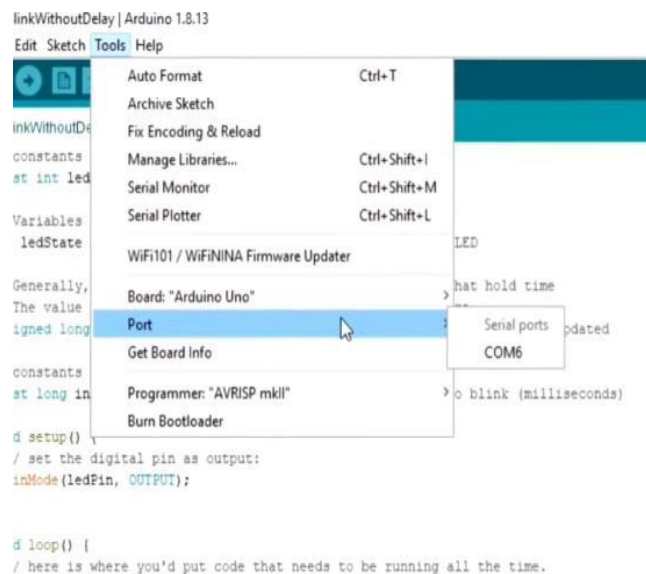 linkWithoutDelay | Arduino 1.8.13
Edit Sketch Tools Help
Auto Format Ctrl+T
Archive Sketch
inkWithoutDe
Fix Encoding & Reload
constants
Manage Libraries... Ctrl+Shift+I
st int led
Serial Monitor Ctrl+Shift+M
Variables
Serial Plotter Ctrl+Shift+L
ledState LED
WiFi101 / WiFiNINA Firmware Updater
Generally, hat hold time
Board: "Arduino Uno"
The value
Port
igned long Serial ports pdated
Get Board Info COM6
constants
st long in o blink (milliseconds)
Programmer: "AVRISP mkII"
Burn Bootloader
d setup() {
/ set the digital pin as output:
inMode(ledPin, OUTPUT);
d loop() {
/ here is where you'd put code that needs to be running all the time.